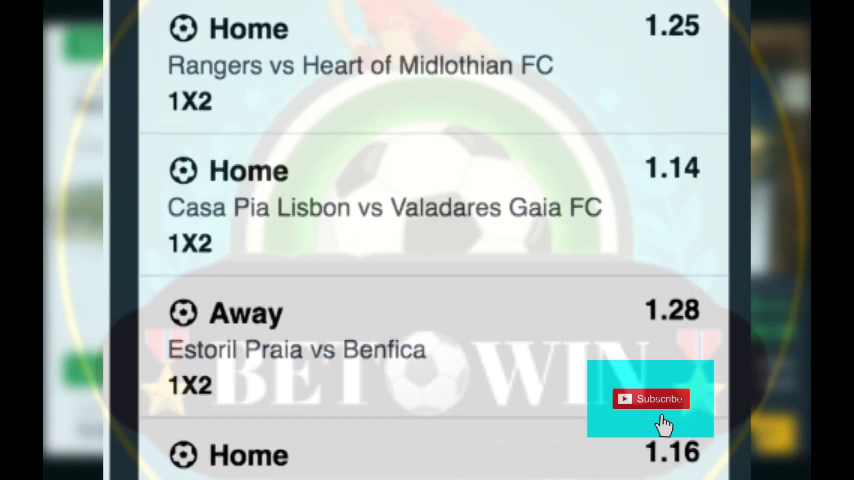 Home 1.25
Rangers vs Heart of Midlothian FC
1X2
Home 1.14
Casa Pia Lisbon vs Valadares Gaia FC
1X2
Away 1.28
Estoril Praia vs Benfica
1X2
BET WIN
Subscribe
Home 1.16